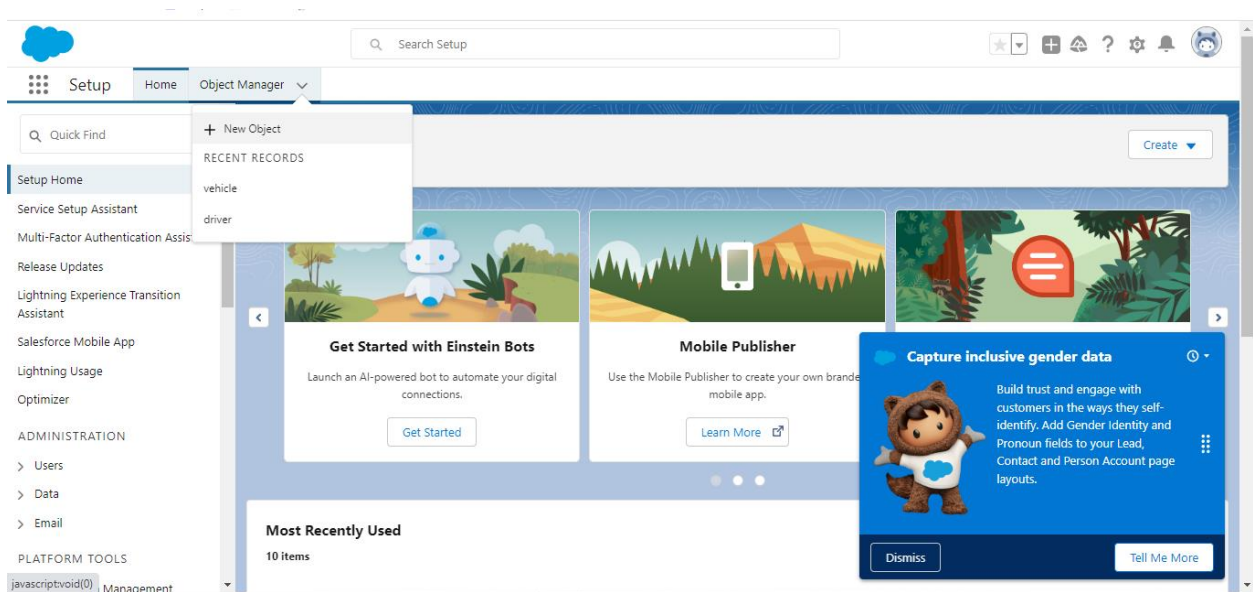 Search Setup
Setup
Home
Object Manager
Quick Find
+ New Object
RECENT RECORDS
vehicle
driver
Create
Setup Home
Service Setup Assistant
Multi-Factor Authentication Assis
Release Updates
Lightning Experience Transition
Assistant
Salesforce Mobile App
Lightning Usage
Optimizer
ADMINISTRATION
> Users
> Data
> Email
PLATFORM TOOLS
Management
javascript:void(0)
Get Started with Einstein Bots
Launch an AI-powered bot to automate your digital
connections.
Get Started
Mobile Publisher
Use the Mobile Publisher to create your own brande
mobile app.
Learn More
Capture inclusive gender data
Build trust and engage with
customers in the ways they self-
identify. Add Gender Identity and
Pronoun fields to your Lead,
Contact and Person Account page
layouts.
Dismiss
Tell Me More
Most Recently Used
10 items